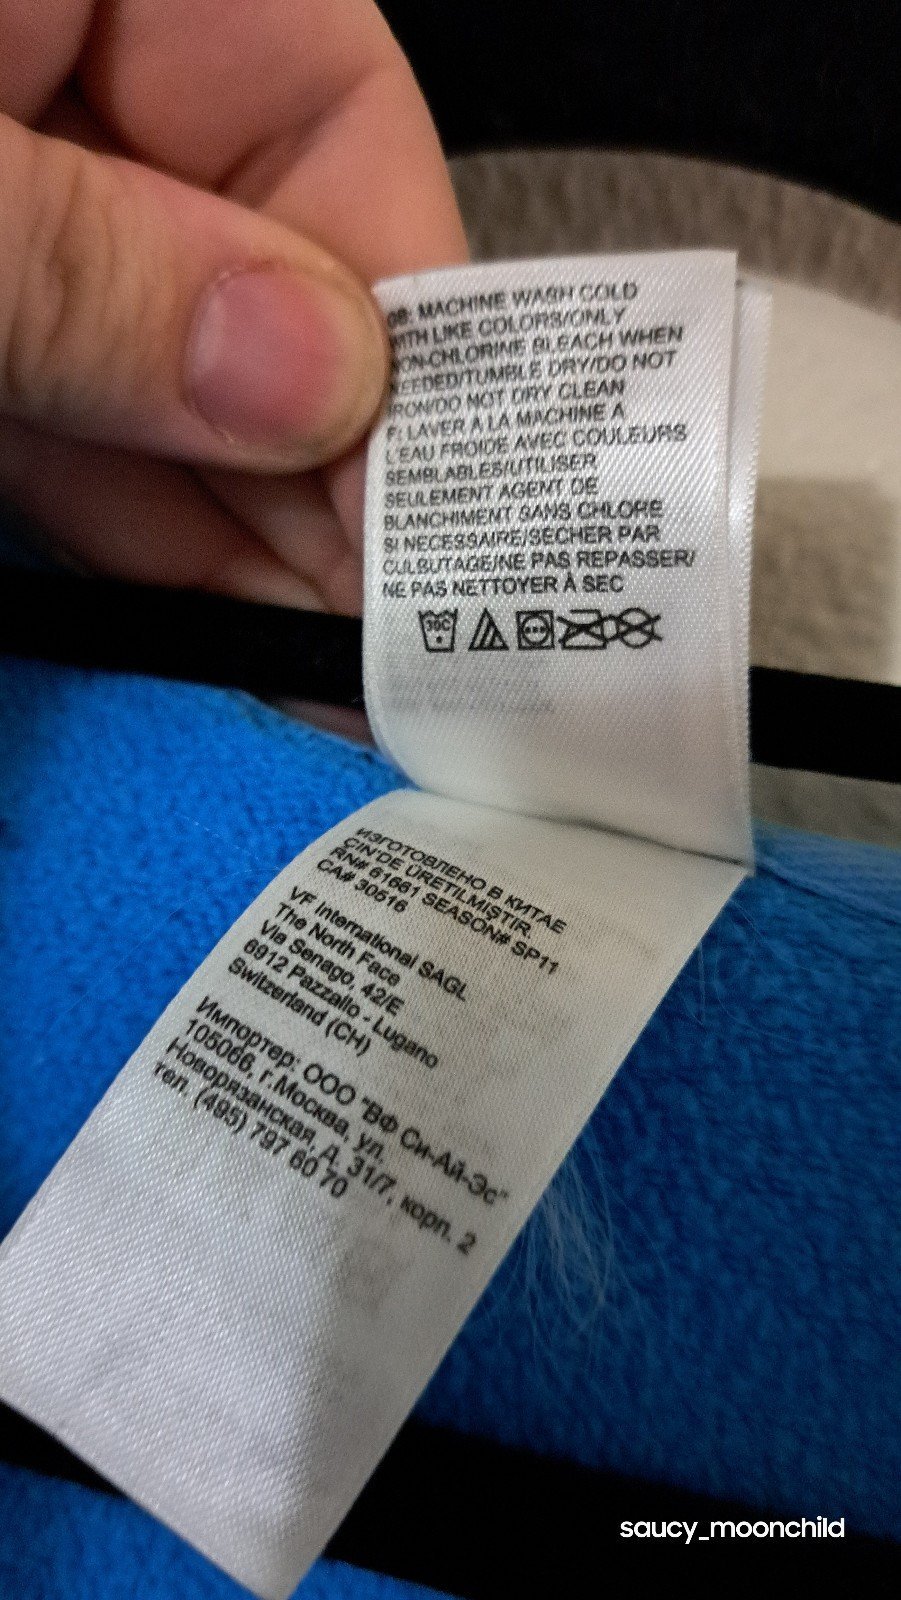 GB: MACHINE WASH COLD
WITH LIKE COLORS/ONLY
NON-CHLORINE BLEACH WHEN
NEEDED/TUMBLE DRY/DO NOT
IRON/DO NOT DRY CLEAN
F: LAVER A LA MACHINE A
L'EAU FROIDE AVEC COULEURS
SEMBLABLES/UTILISER
SEULEMENT AGENT DE
BLANCHIMENT SANS CHLORE
SI NECESSAIRE/SECHER PAR
CULBUTAGE/NE PAS REPASSER/
NE PAS NETTOYER À SEC
30C
ИЗГОТОВЛЕНО В КИТАЕ
ÇIN'DE ÜRETILMIŞTIR.
RN# 61661 SEASON# SP11
CA# 30516
VF International SAGL
The North Face
Via Senago, 42/E
6912 Pazzallo - Lugano
Switzerland (CH)
Импортер: ООО "ВФ Си-Ай-Эс"
105066, г.Москва, ул.
Новорязанская, д. 31/7, корп. 2
тел. (495) 797 60 70
saucy_moonchild